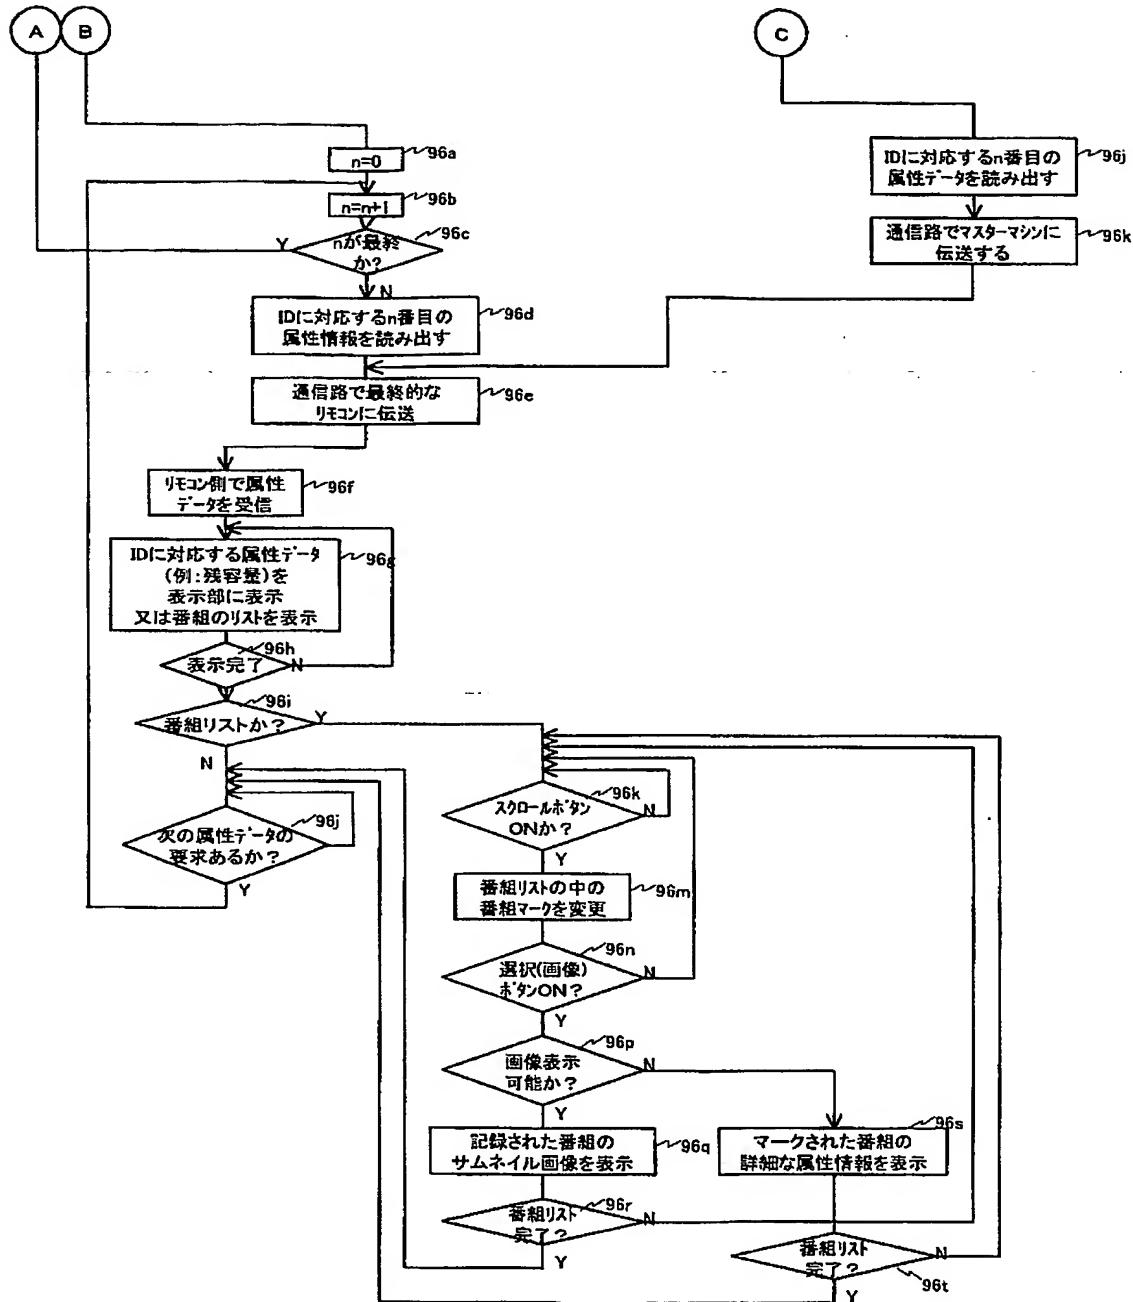 A
B
C
n=0
96a
n=n+1
96b
nが最終
か?
96c
Y
N
IDに対応するn番目の
属性情報を読み出す
96d
IDに対応するn番目の
属性データを読み出す
96j
通信路でマスターマシンに
伝送する
96k
通信路で最終的な
リモコンに伝送
96e
リモコン側で属性
データを受信
96f
IDに対応する属性データ
(例:残容量)を
表示部に表示
又は番組のリストを表示
96g
表示完了
96h
N
番組リストか?
96i
Y
N
次の属性データの
要求あるか?
96j
Y
スクロールボタン
ONか?
96k
N
Y
番組リストの中の
番組マークを変更
96m
選択(画像)
ボタンON?
96n
N
Y
画像表示
可能か?
96p
N
Y
記録された番組の
サムネイル画像を表示
96q
マークされた番組の
詳細な属性情報を表示
96s
番組リスト
完了?
96r
N
Y
番組リスト
完了?
96t
N
Y